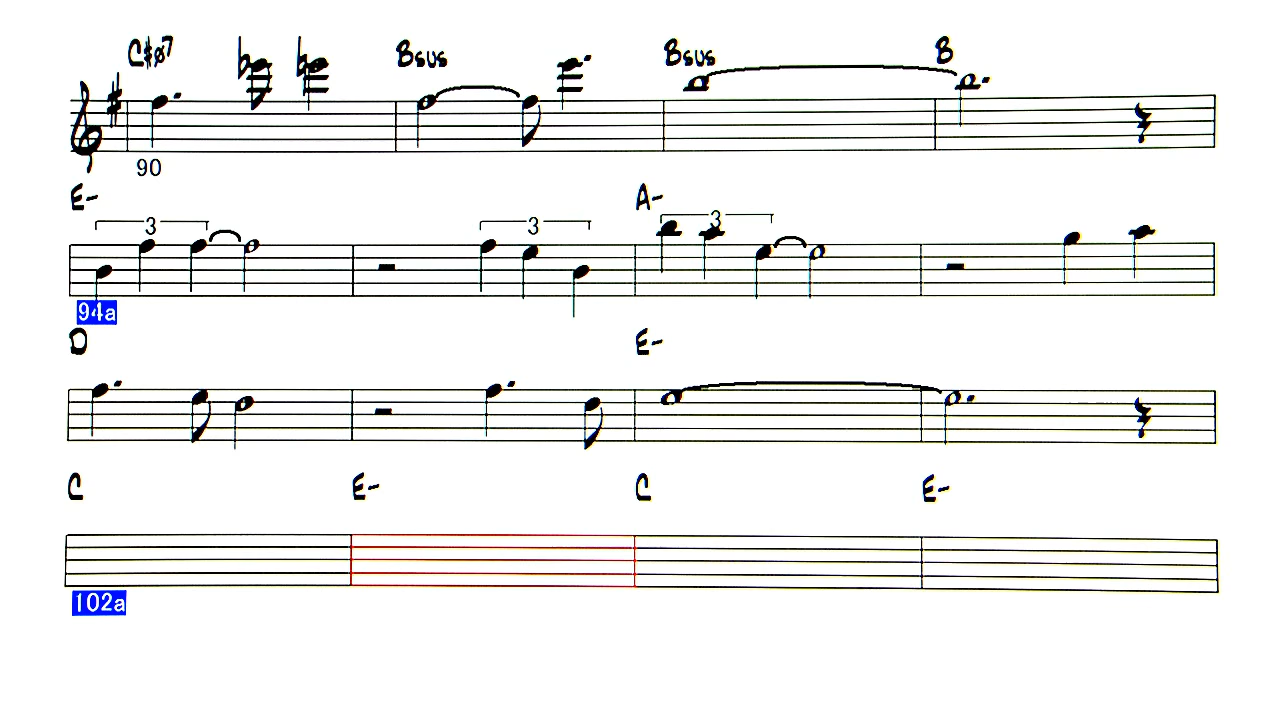 C#ø7 Bsus Bsus B
90
E- A-
3 3 3
94a
D E-
C E- C E-
102a